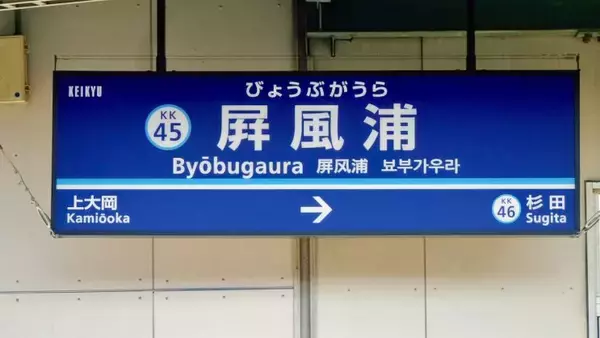 KEIKYU
びょうぶがうら
KK
45
屛風浦
Byōbugaura 屏风浦 뵤부가우라
上大岡
Kamiōoka
→
KK
46
杉田
Sugita